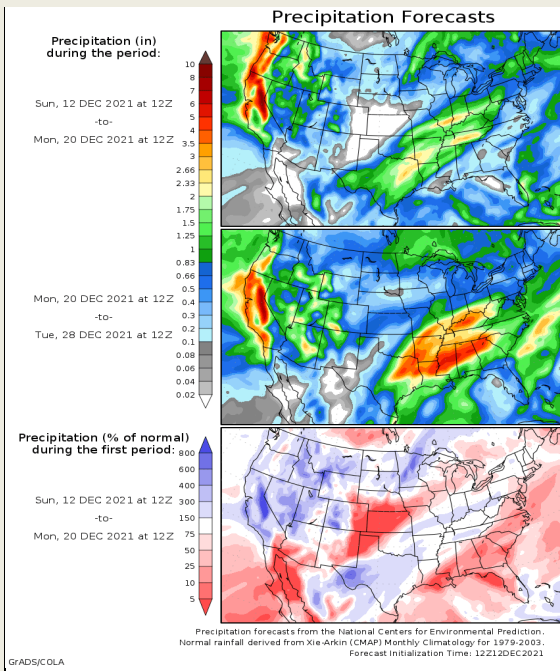 Precipitation Forecasts
Precipitation (in)
during the period:
Sun, 12 DEC 2021 at 12Z
-to-
Mon, 20 DEC 2021 at 12Z
10
8
7
6
5
4
3.5
3
2.66
2.33
2
1.75
1.5
1.25
1
0.83
0.66
0.5
0.4
0.3
0.2
0.1
0.08
0.06
0.04
0.02
Mon, 20 DEC 2021 at 12Z
-to-
Tue, 28 DEC 2021 at 12Z
Precipitation (% of normal)
during the first period:
Sun, 12 DEC 2021 at 12Z
-to-
Mon, 20 DEC 2021 at 12Z
800
600
400
300
150
75
50
25
10
5
Precipitation forecasts from the National Centers for Environmental Prediction.
Normal rainfall derived from Xie-Arkin (CMAP) Monthly Climatology for 1979-2003.
Forecast Initialization Time: 12Z12DEC2021
GrADS/COLA